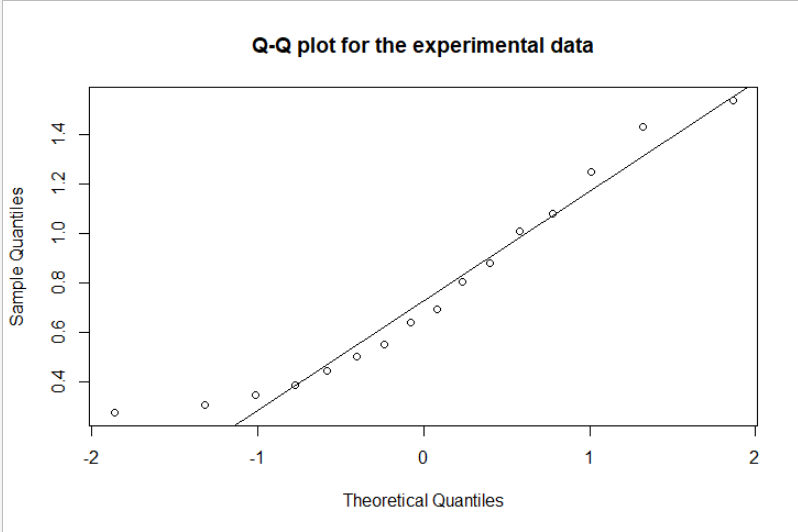 Q-Q plot for the experimental data
Sample Quantiles
1.4
1.2
1.0
0.8
0.6
0.4
-2 -1 0 1 2
Theoretical Quantiles